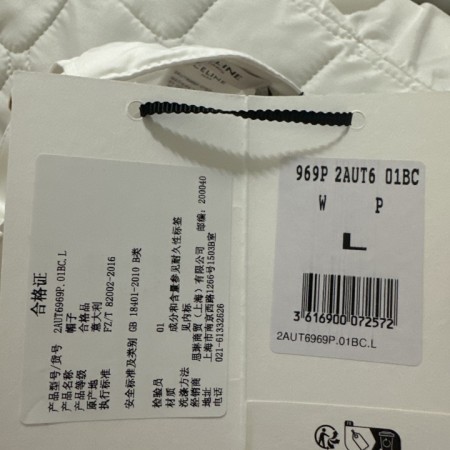 CELINE
合格证
产品型号/货号 2AUT6969P.01BC.L
产品名称 帽子
产品等级 合格品
原产地 意大利
执行标准 FZ/T 82002-2016
安全标准及类别 GB 18401-2010 B类
检验员 01
材质 成分和含量参见耐久性标签
洗涤方法 见内标
经销商 思琳商贸（上海）有限公司 邮编: 200040
地址 上海市南京西路1266号1503B室
电话 021-61332626
969P 2AUT6 01BC
W P
L
3 616900 072572
2AUT6969P.01BC.L